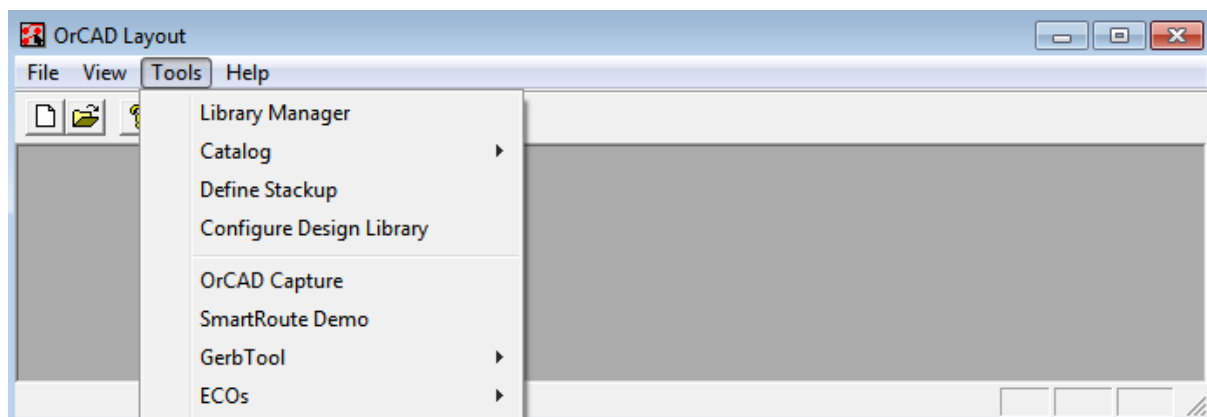 OrCAD Layout
File View Tools Help
Library Manager
Catalog
Define Stackup
Configure Design Library
OrCAD Capture
SmartRoute Demo
GerbTool
ECOs